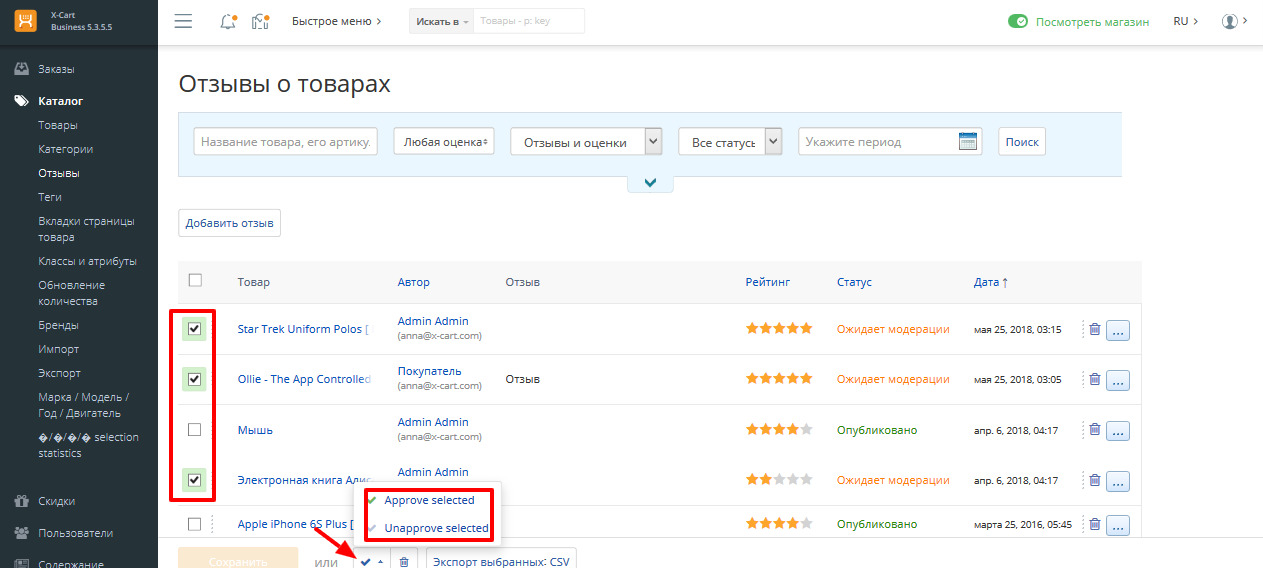 X-Cart
Business 5.3.5.5
Быстрое меню
Искать в
Товары - p: key
Посмотреть магазин
RU
Заказы
Каталог
Товары
Категории
Отзывы
Теги
Вкладки страницы
товара
Классы и атрибуты
Обновление
количества
Бренды
Импорт
Экспорт
Марка / Модель /
Год / Двигатель
�/�/�/� selection
statistics
Скидки
Пользователи
Содержание
Отзывы о товарах
Название товара, его артику.
Любая оценка
Отзывы и оценки
Все статусы
Укажите период
Поиск
Добавить отзыв
Товар Автор Отзыв Рейтинг Статус Дата ↑
Star Trek Uniform Polos [ Admin Admin Ожидает модерации мая 25, 2018, 03:15 ...
(anna@x-cart.com)
Ollie - The App Controlled Покупатель Отзыв Ожидает модерации мая 25, 2018, 03:05 ...
(anna@x-cart.com)
Мышь Admin Admin Опубликовано апр. 6, 2018, 04:17 ...
(anna@x-cart.com)
Электронная книга Admin Admin Ожидает модерации апр. 6, 2018, 04:17 ...
Apple iPhone 6S Plus [ Опубликовано марта 25, 2016, 05:45 ...
Approve selected
Unapprove selected
Сохранить или Экспорт выбранных: CSV